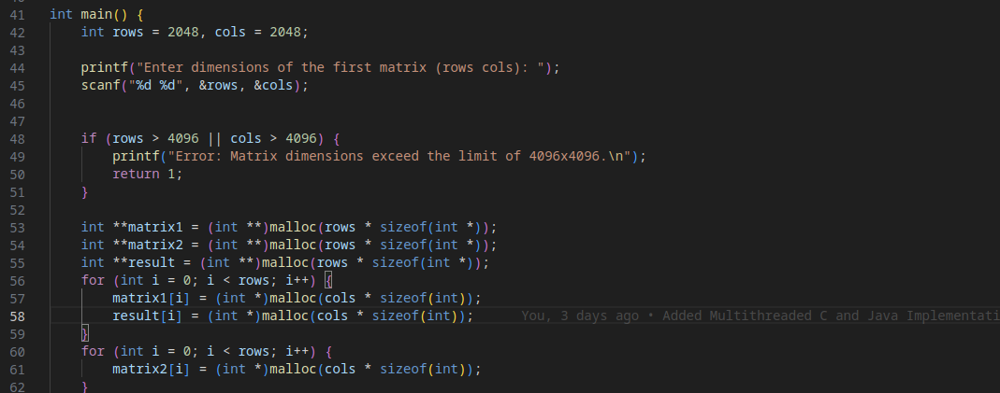 41 int main() {
42 int rows = 2048, cols = 2048;
43
44 printf("Enter dimensions of the first matrix (rows cols): ");
45 scanf("%d %d", &rows, &cols);
46
47
48 if (rows > 4096 || cols > 4096) {
49 printf("Error: Matrix dimensions exceed the limit of 4096x4096.\n");
50 return 1;
51 }
52
53 int **matrix1 = (int **)malloc(rows * sizeof(int *));
54 int **matrix2 = (int **)malloc(rows * sizeof(int *));
55 int **result = (int **)malloc(rows * sizeof(int *));
56 for (int i = 0; i < rows; i++) {
57 matrix1[i] = (int *)malloc(cols * sizeof(int));
58 result[i] = (int *)malloc(cols * sizeof(int)); You, 3 days ago • Added Multithreaded C and Java Implementati
59 }
60 for (int i = 0; i < rows; i++) {
61 matrix2[i] = (int *)malloc(cols * sizeof(int));
62 }